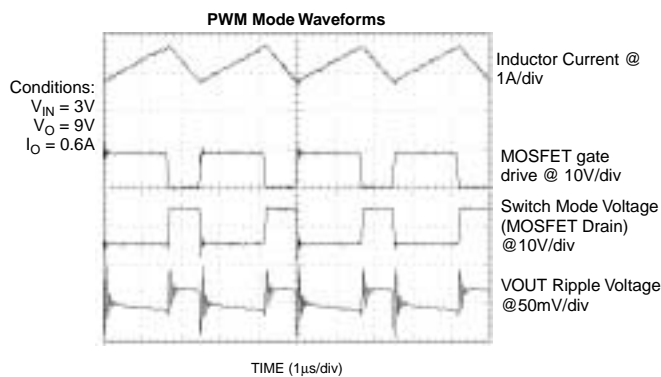 PWM Mode Waveforms
Conditions:
V_IN = 3V
V_O = 9V
I_O = 0.6A
Inductor Current @
1A/div
MOSFET gate
drive @ 10V/div
Switch Mode Voltage
(MOSFET Drain)
@10V/div
VOUT Ripple Voltage
@50mV/div
TIME (1µs/div)